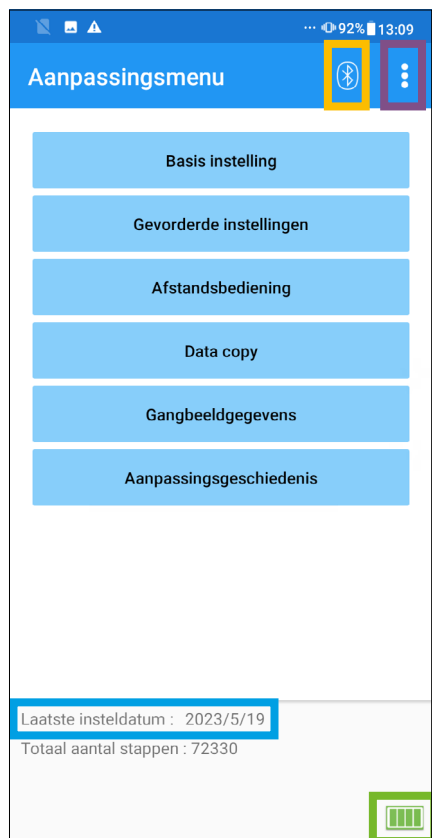 92% 13:09
Aanpassingsmenu
Basis instelling
Gevorderde instellingen
Afstandsbediening
Data copy
Gangbeeldgegevens
Aanpassingsgeschiedenis
Laatste insteldatum : 2023/5/19
Totaal aantal stappen : 72330